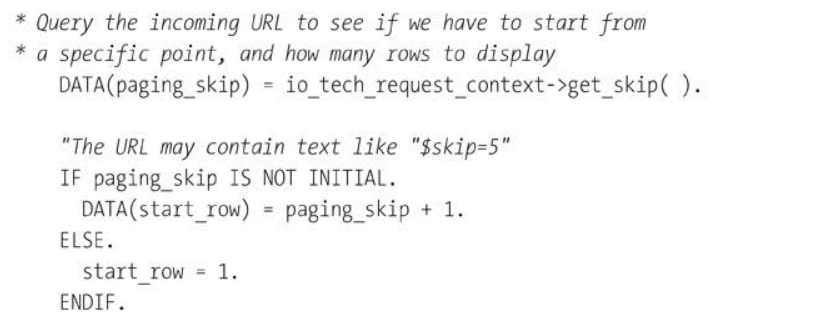 * Query the incoming URL to see if we have to start from
* a specific point, and how many rows to display
DATA(paging_skip) = io_tech_request_context->get_skip( ).
"The URL may contain text like "$skip=5"
IF paging_skip IS NOT INITIAL.
DATA(start_row) = paging_skip + 1.
ELSE.
start_row = 1.
ENDIF.